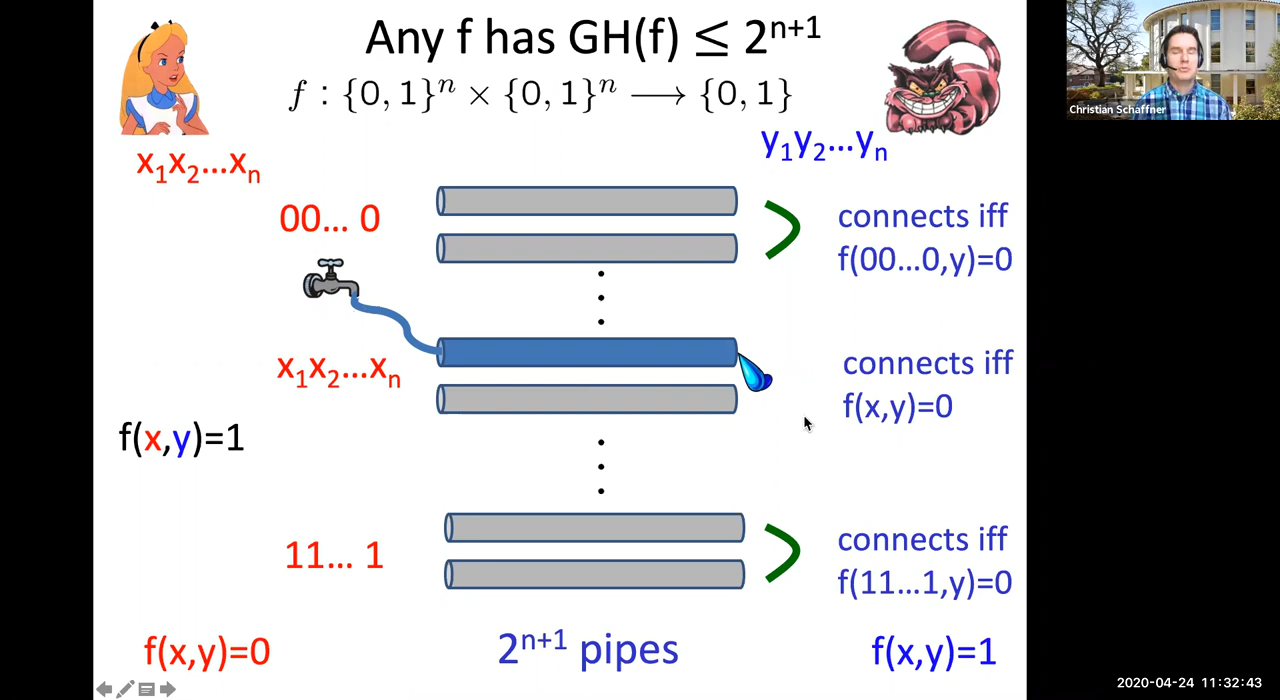 Any f has GH(f) ≤ 2ⁿ⁺¹
f : {0, 1}ⁿ × {0, 1}ⁿ ⟶ {0, 1}
Christian Schaffner
x₁x₂...xₙ
y₁y₂...yₙ
00... 0
connects iff
f(00...0,y)=0
x₁x₂...xₙ
connects iff
f(x,y)=0
f(x,y)=1
11... 1
connects iff
f(11...1,y)=0
f(x,y)=0
2ⁿ⁺¹ pipes
f(x,y)=1
2020-04-24 11:32:43